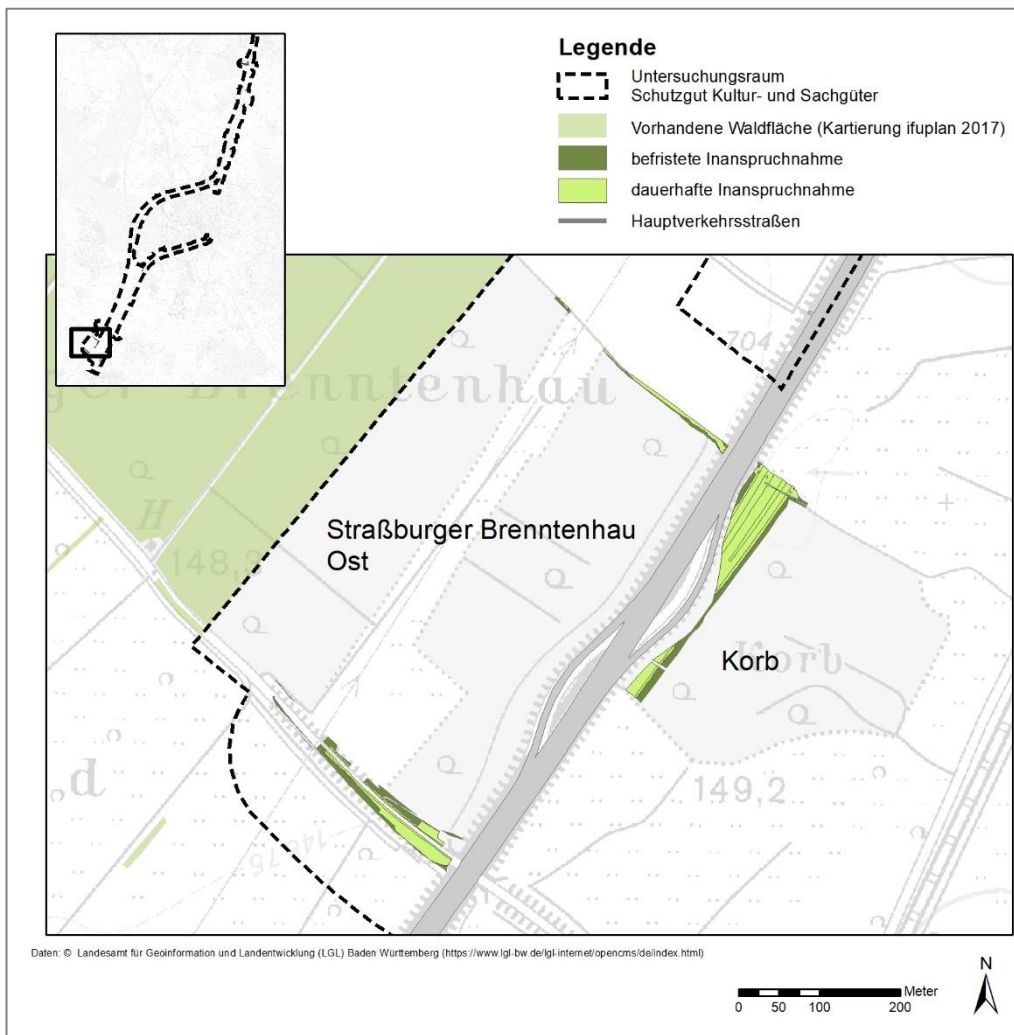 Legende
Untersuchungsraum
Schutzgut Kultur- und Sachgüter
Vorhandene Waldfläche (Kartierung ifuplan 2017)
befristete Inanspruchnahme
dauerhafte Inanspruchnahme
Hauptverkehrsstraßen
704
ger Brenntenhau
H
148,3
Straßburger Brenntenhau
Ost
Korb
Korb
149,2
d
Daten: © Landesamt für Geoinformation und Landentwicklung (LGL) Baden Württemberg (https://www.lgl-bw.de/lgl-internet/opencms/de/index.html)
N
Meter
0 50 100 200